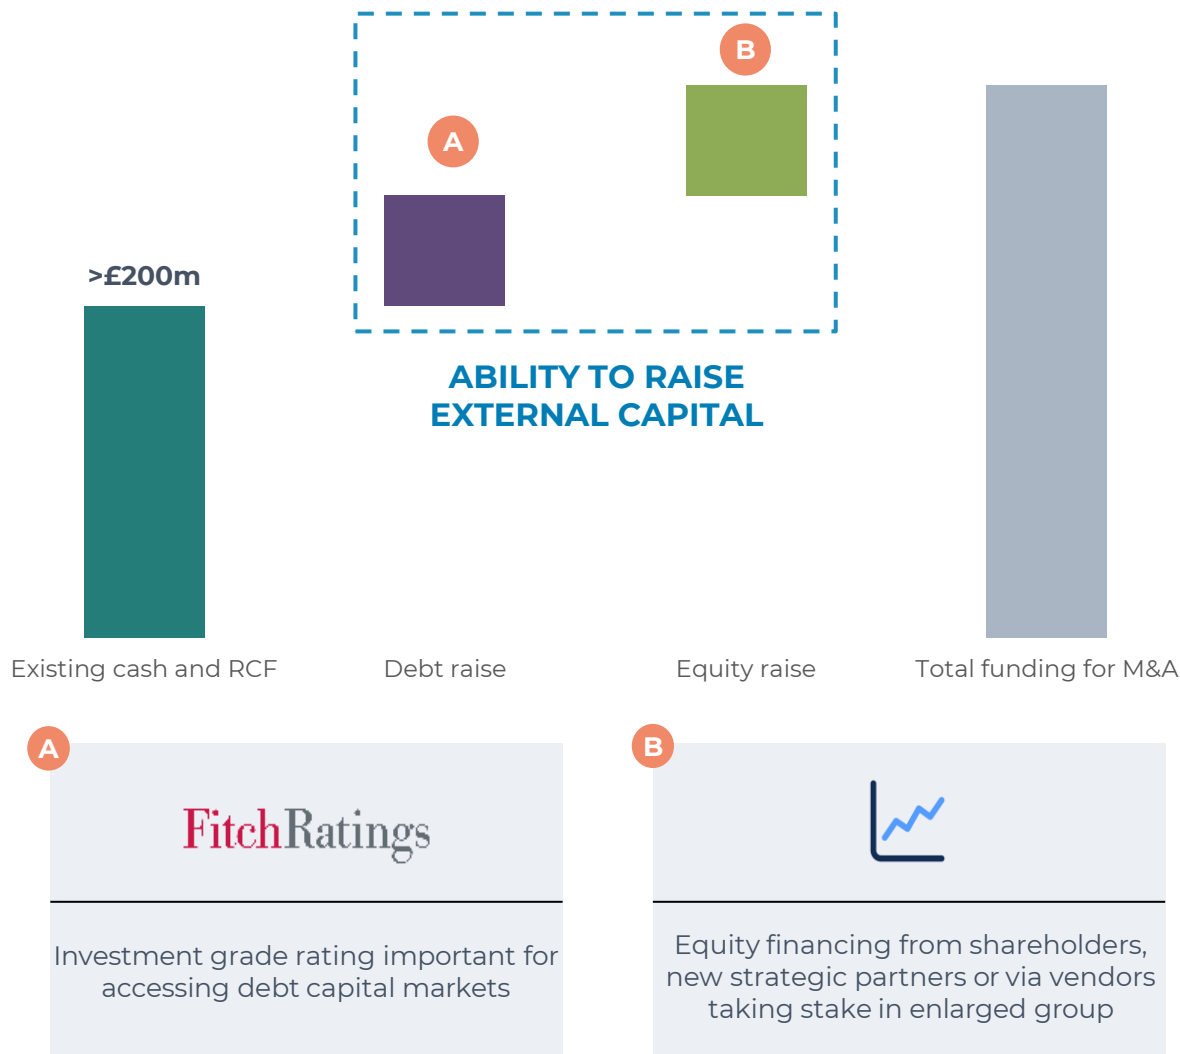 B
A
>£200m
ABILITY TO RAISE
EXTERNAL CAPITAL
Existing cash and RCF
Debt raise
Equity raise
Total funding for M&A
A
FitchRatings
Investment grade rating important for
accessing debt capital markets
B
Equity financing from shareholders,
new strategic partners or via vendors
taking stake in enlarged group